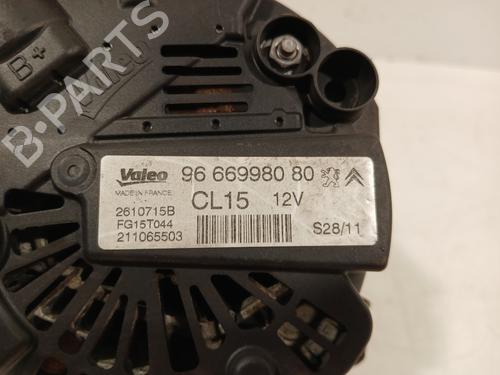 B+
B-PARTS
Valeo
96 669980 80
MADE IN FRANCE
CL15 12V
2610715B
FG15T044
211065503
S28/11